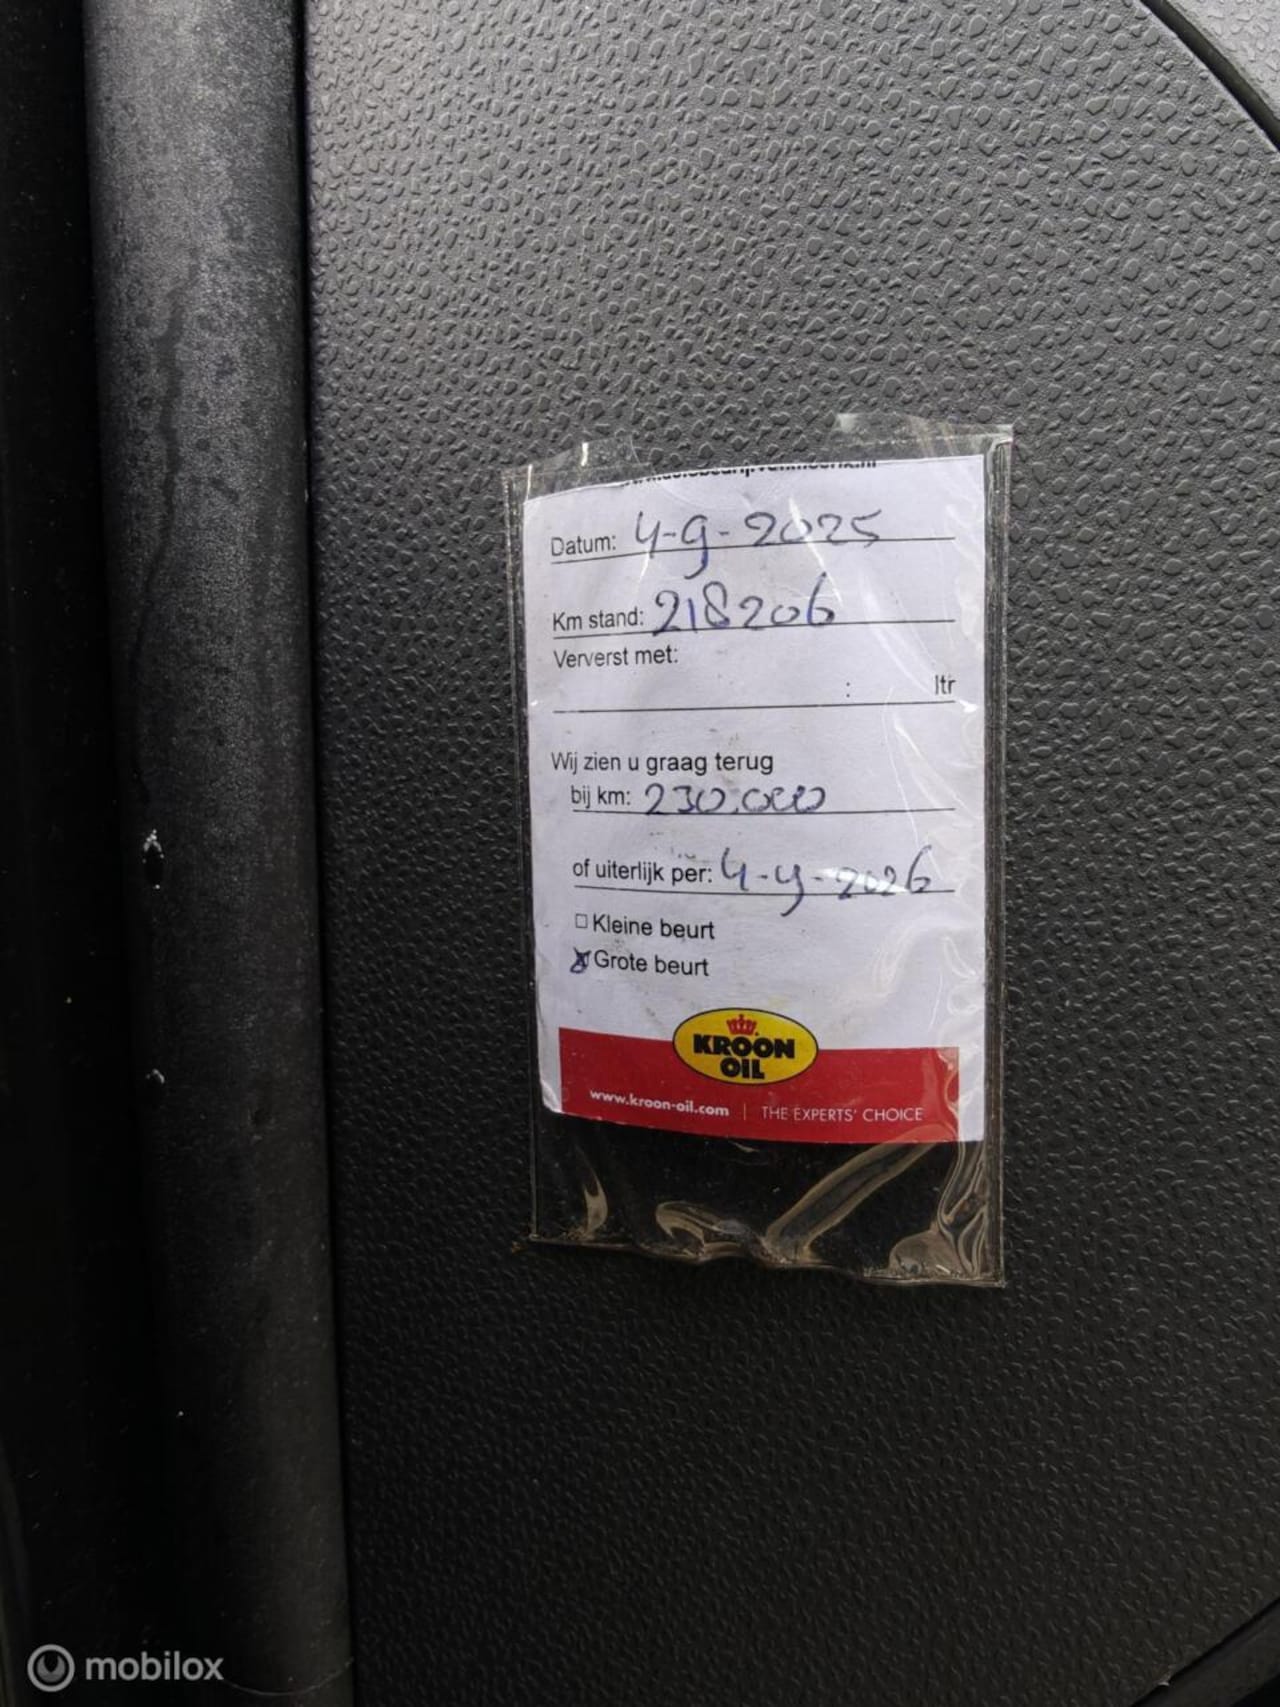 Datum: 4-9-2025
Km stand: 218206
Ververst met:
: ltr
Wij zien u graag terug
bij km: 230.000
of uiterlijk per: 4-9-2026
Kleine beurt
Grote beurt
KROON
OIL
www.kroon-oil.com | THE EXPERTS' CHOICE
mobilox